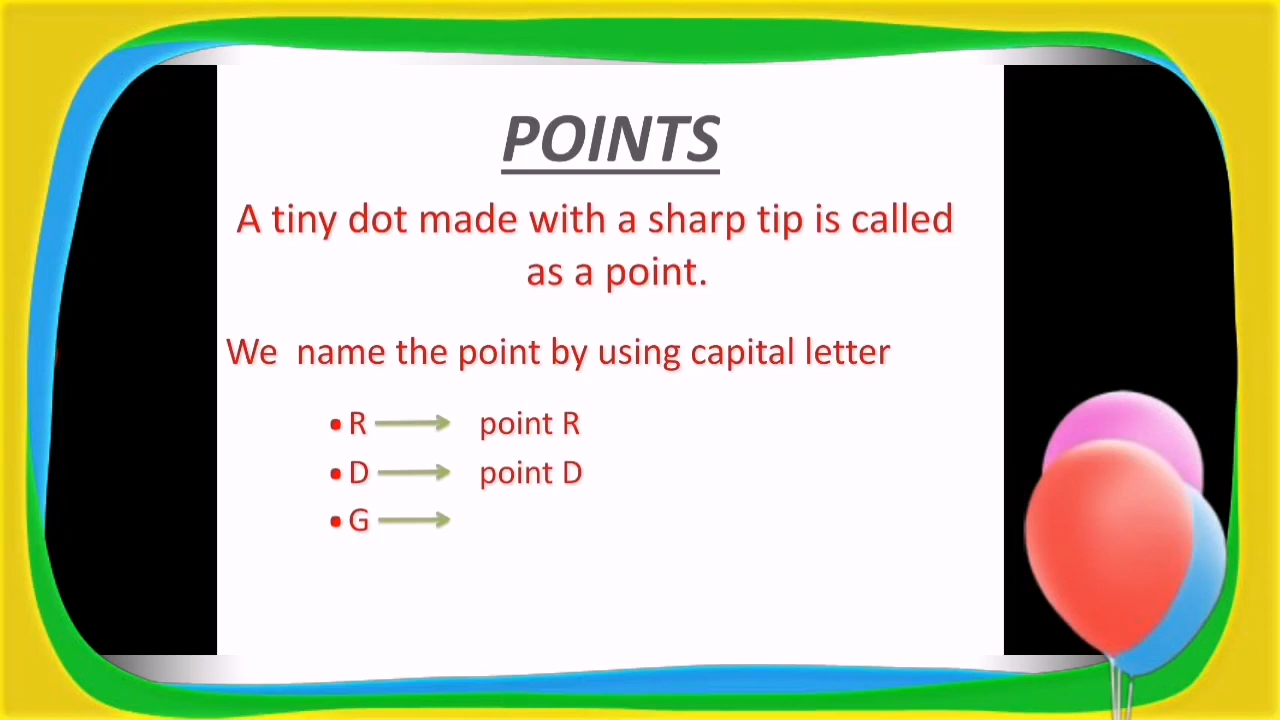 POINTS
A tiny dot made with a sharp tip is called
as a point.
We name the point by using capital letter
• R → point R
• D → point D
• G →